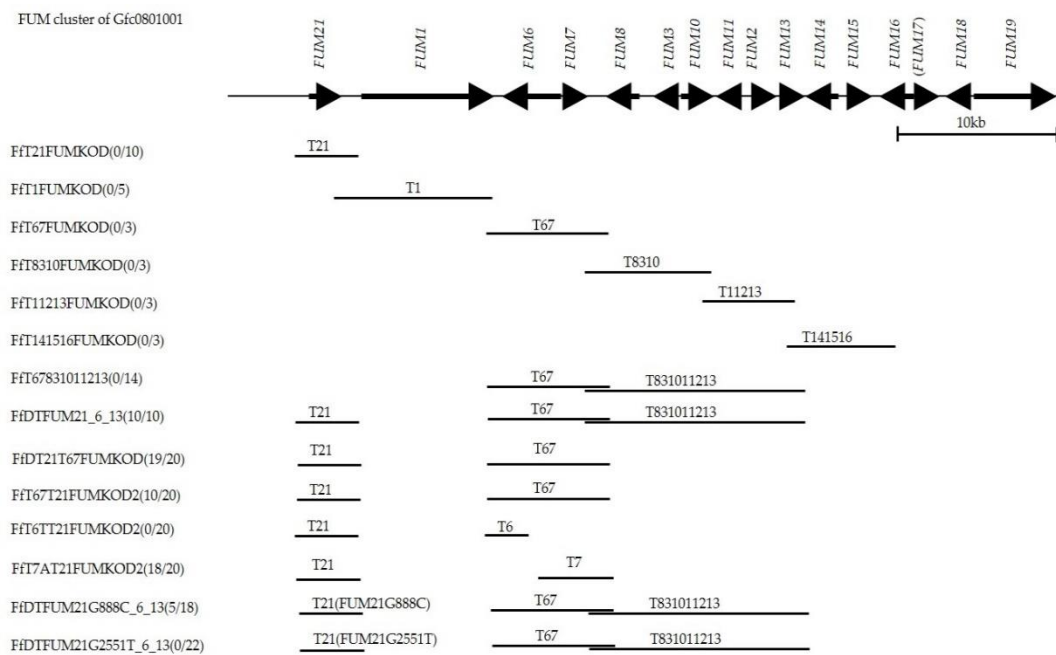 FUM cluster of Gfc0801001
FUM21 FUM1 FUM6 FUM7 FUM8 FUM3 FUM10 FUM11 FUM2 FUM13 FUM14 FUM15 FUM16 (FUM17) FUM18 FUM19
10kb
FfT21FUMKOD(0/10) T21
FfT1FUMKOD(0/5) T1
FfT67FUMKOD(0/3) T67
FfT8310FUMKOD(0/3) T8310
FfT11213FUMKOD(0/3) T11213
FfT141516FUMKOD(0/3) T141516
FfT67831011213(0/14) T67 T831011213
FfDTFUM21_6_13(10/10) T21 T67 T831011213
FfDT21T67FUMKOD(19/20) T21 T67
FfT67T21FUMKOD2(10/20) T21 T67
FfT6TT21FUMKOD2(0/20) T21 T6
FfT7AT21FUMKOD2(18/20) T21 T7
FfDTFUM21G888C_6_13(5/18) T21(FUM21G888C) T67 T831011213
FfDTFUM21G2551T_6_13(0/22) T21(FUM21G2551T) T67 T831011213